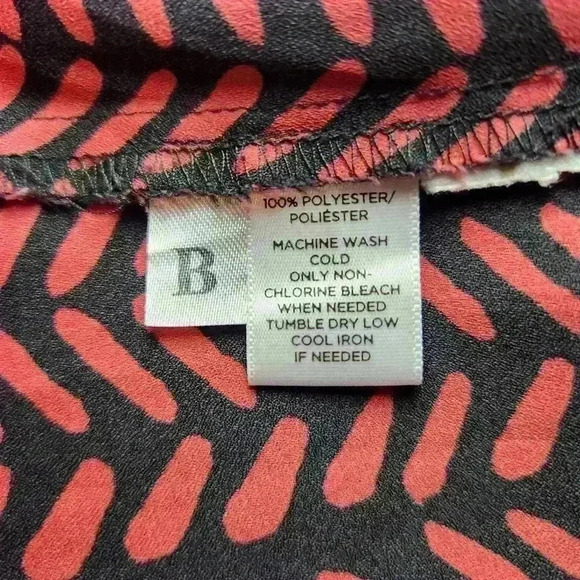 B
100% POLYESTER/
POLIÉSTER
MACHINE WASH
COLD
ONLY NON-
CHLORINE BLEACH
WHEN NEEDED
TUMBLE DRY LOW
COOL IRON
IF NEEDED